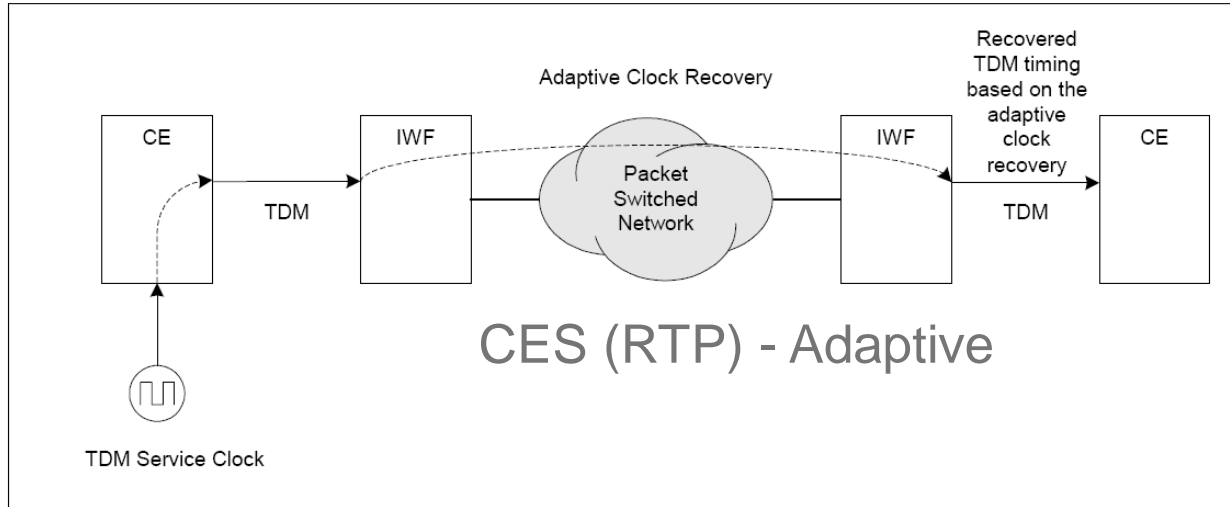 Recovered
TDM timing
based on the
adaptive
clock
recovery
Adaptive Clock Recovery
CE
IWF
IWF
CE
Packet
Switched
Network
TDM
TDM
CES (RTP) - Adaptive
TDM Service Clock